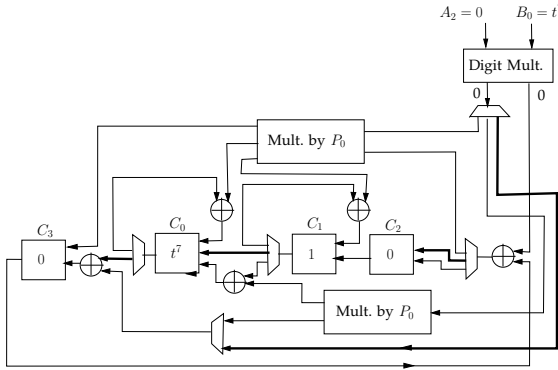 A₂ = 0 B₀ = t
Digit Mult.
0 0
Mult. by P₀
C₃ C₀ C₁ C₂
0 t⁷ 1 0
Mult. by P₀